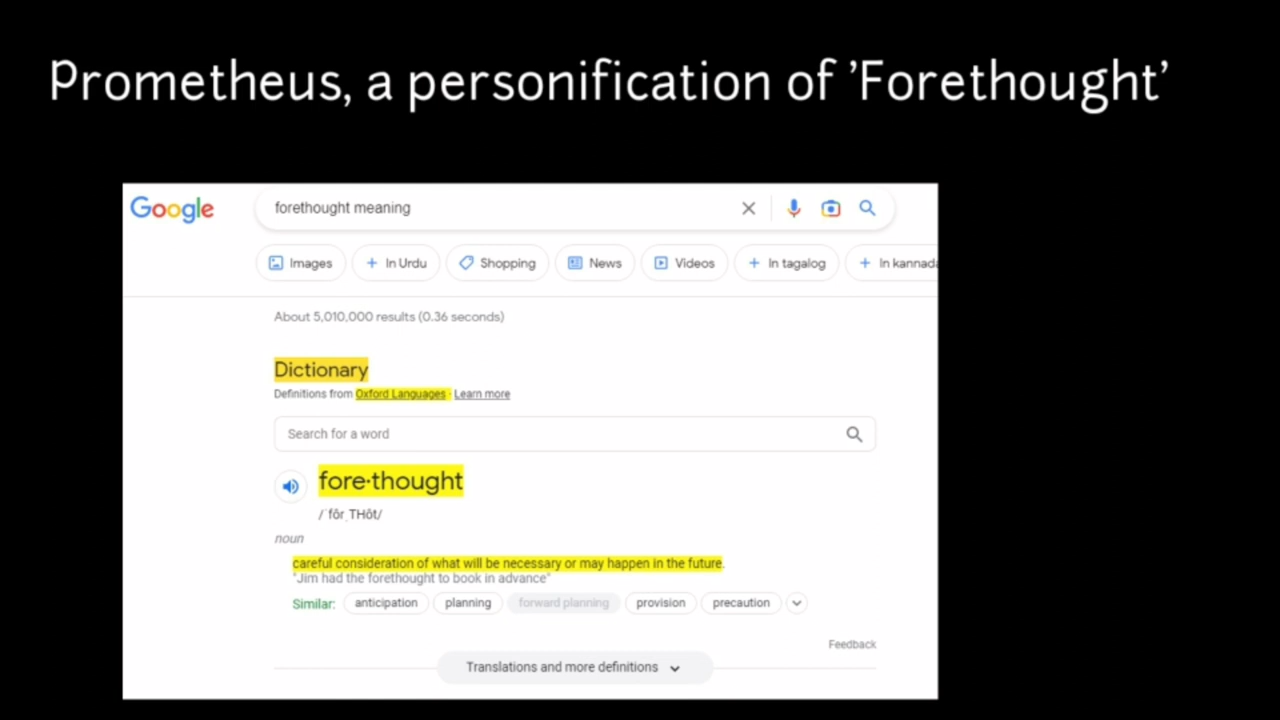 Prometheus, a personification of ’Forethought’
Google
forethought meaning
Images
In Urdu
Shopping
News
Videos
In tagalog
In kannada
About 5,010,000 results (0.36 seconds)
Dictionary
Definitions from Oxford Languages · Learn more
Search for a word
fore·thought
/ˈfôrˌTHôt/
noun
careful consideration of what will be necessary or may happen in the future.
"Jim had the forethought to book in advance"
Similar: anticipation planning forward planning provision precaution
Feedback
Translations and more definitions